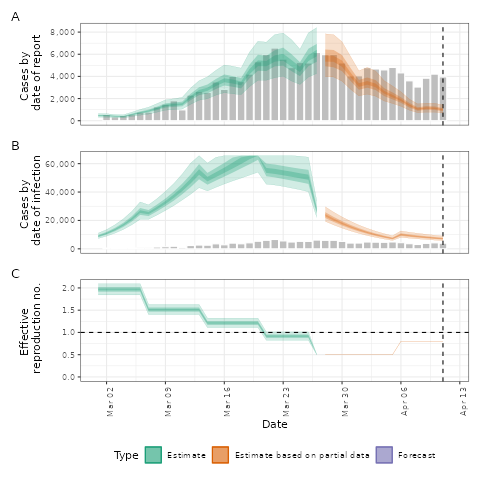 A
Cases by
date of report
8,000
6,000
4,000
2,000
0
B
Cases by
date of infection
60,000
40,000
20,000
0
C
Effective
reproduction no.
2.0
1.5
1.0
0.5
0.0
Mar 02
Mar 09
Mar 16
Mar 23
Mar 30
Apr 06
Apr 13
Date
Type
Estimate
Estimate based on partial data
Forecast